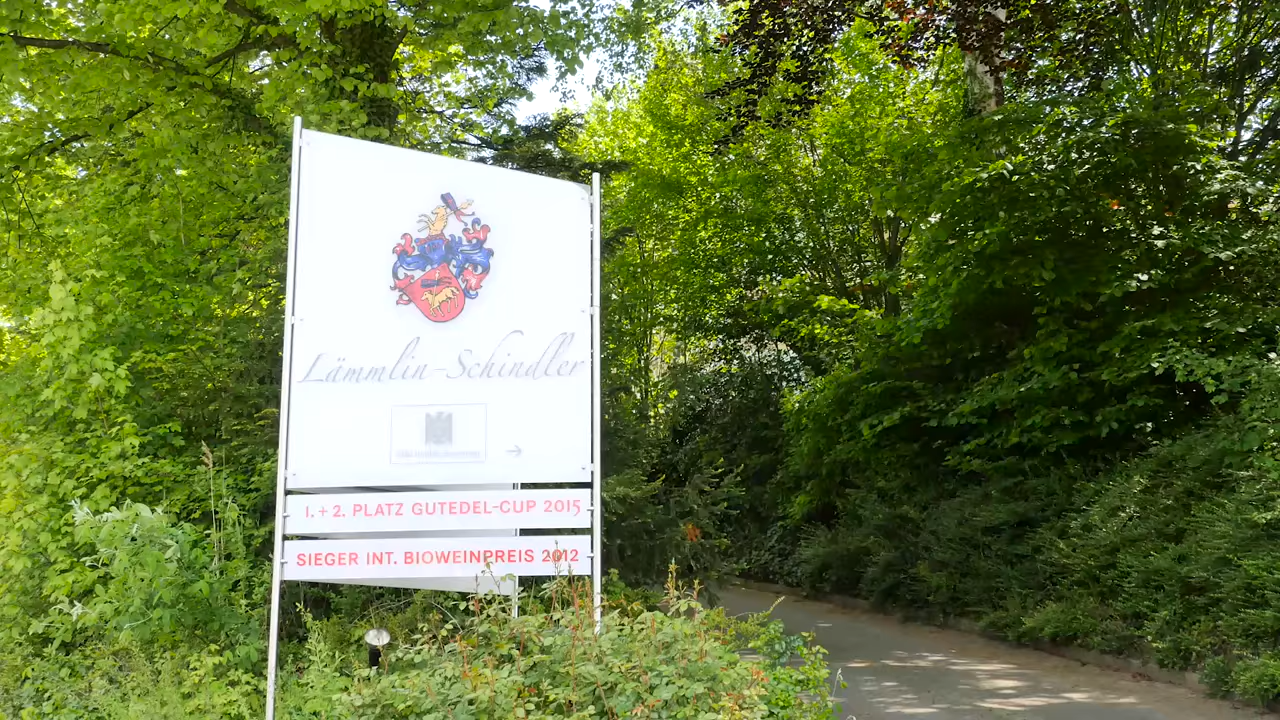 Lämmlin-Schindler
1. + 2. PLATZ GUTEDEL-CUP 2015
SIEGER INT. BIOWEINPREIS 2012